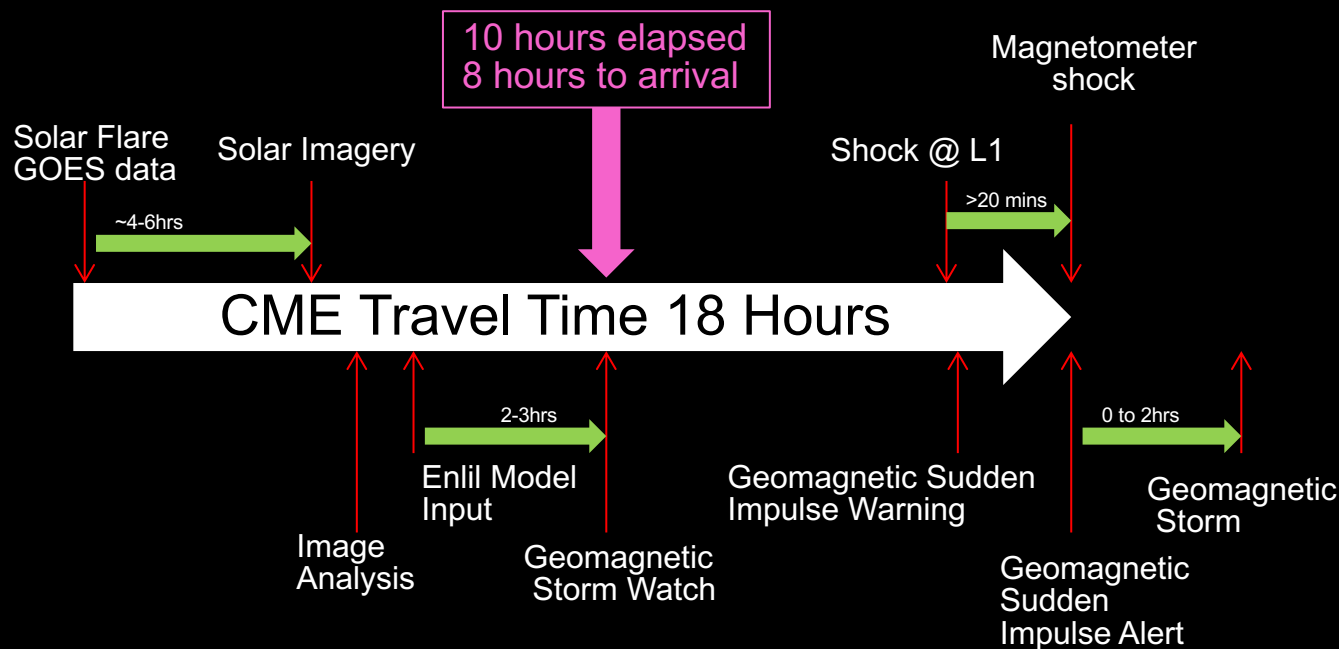 10 hours elapsed
8 hours to arrival
Magnetometer
shock
Solar Flare
GOES data
Solar Imagery
Shock @ L1
~4-6hrs
>20 mins
CME Travel Time 18 Hours
2-3hrs
0 to 2hrs
Enlil Model
Input
Geomagnetic Sudden
Impulse Warning
Geomagnetic
Storm
Image
Analysis
Geomagnetic
Storm Watch
Geomagnetic
Sudden
Impulse Alert